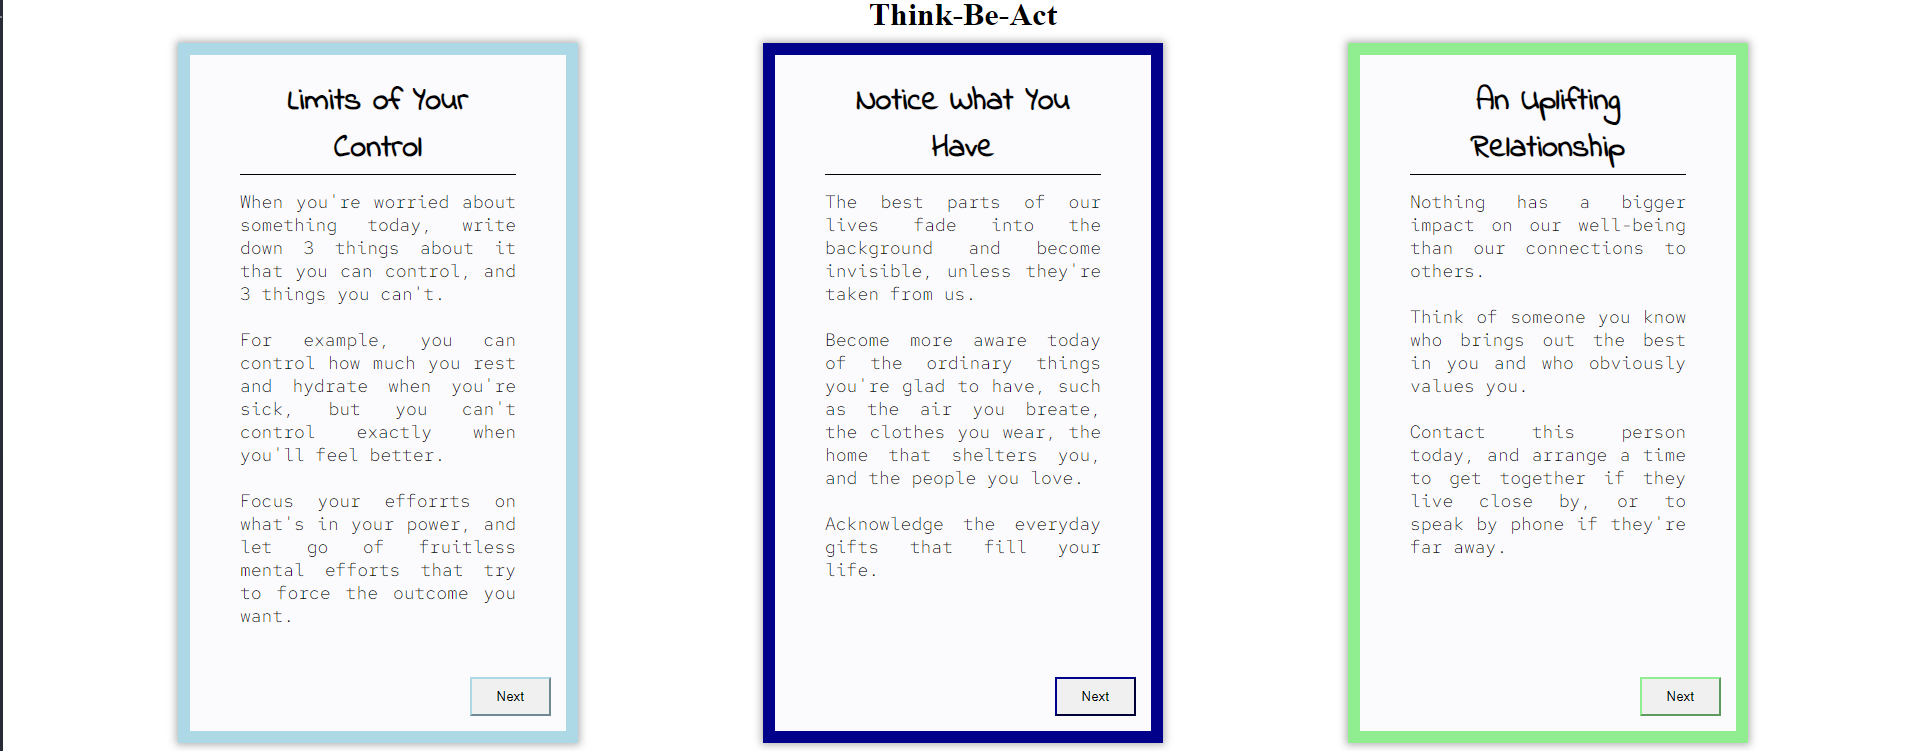 Think-Be-Act
Limits of Your
Control
When you're worried about
something today, write
down 3 things about it
that you can control, and
3 things you can't.
For example, you can
control how much you rest
and hydrate when you're
sick, but you can't
control exactly when
you'll feel better.
Focus your efforrts on
what's in your power, and
let go of fruitless
mental efforts that try
to force the outcome you
want.
Next
Notice What You
Have
The best parts of our
lives fade into the
background and become
invisible, unless they're
taken from us.
Become more aware today
of the ordinary things
you're glad to have, such
as the air you breate,
the clothes you wear, the
home that shelters you,
and the people you love.
Acknowledge the everyday
gifts that fill your
life.
Next
An Uplifting
Relationship
Nothing has a bigger
impact on our well-being
than our connections to
others.
Think of someone you know
who brings out the best
in you and who obviously
values you.
Contact this person
today, and arrange a time
to get together if they
live close by, or to
speak by phone if they're
far away.
Next